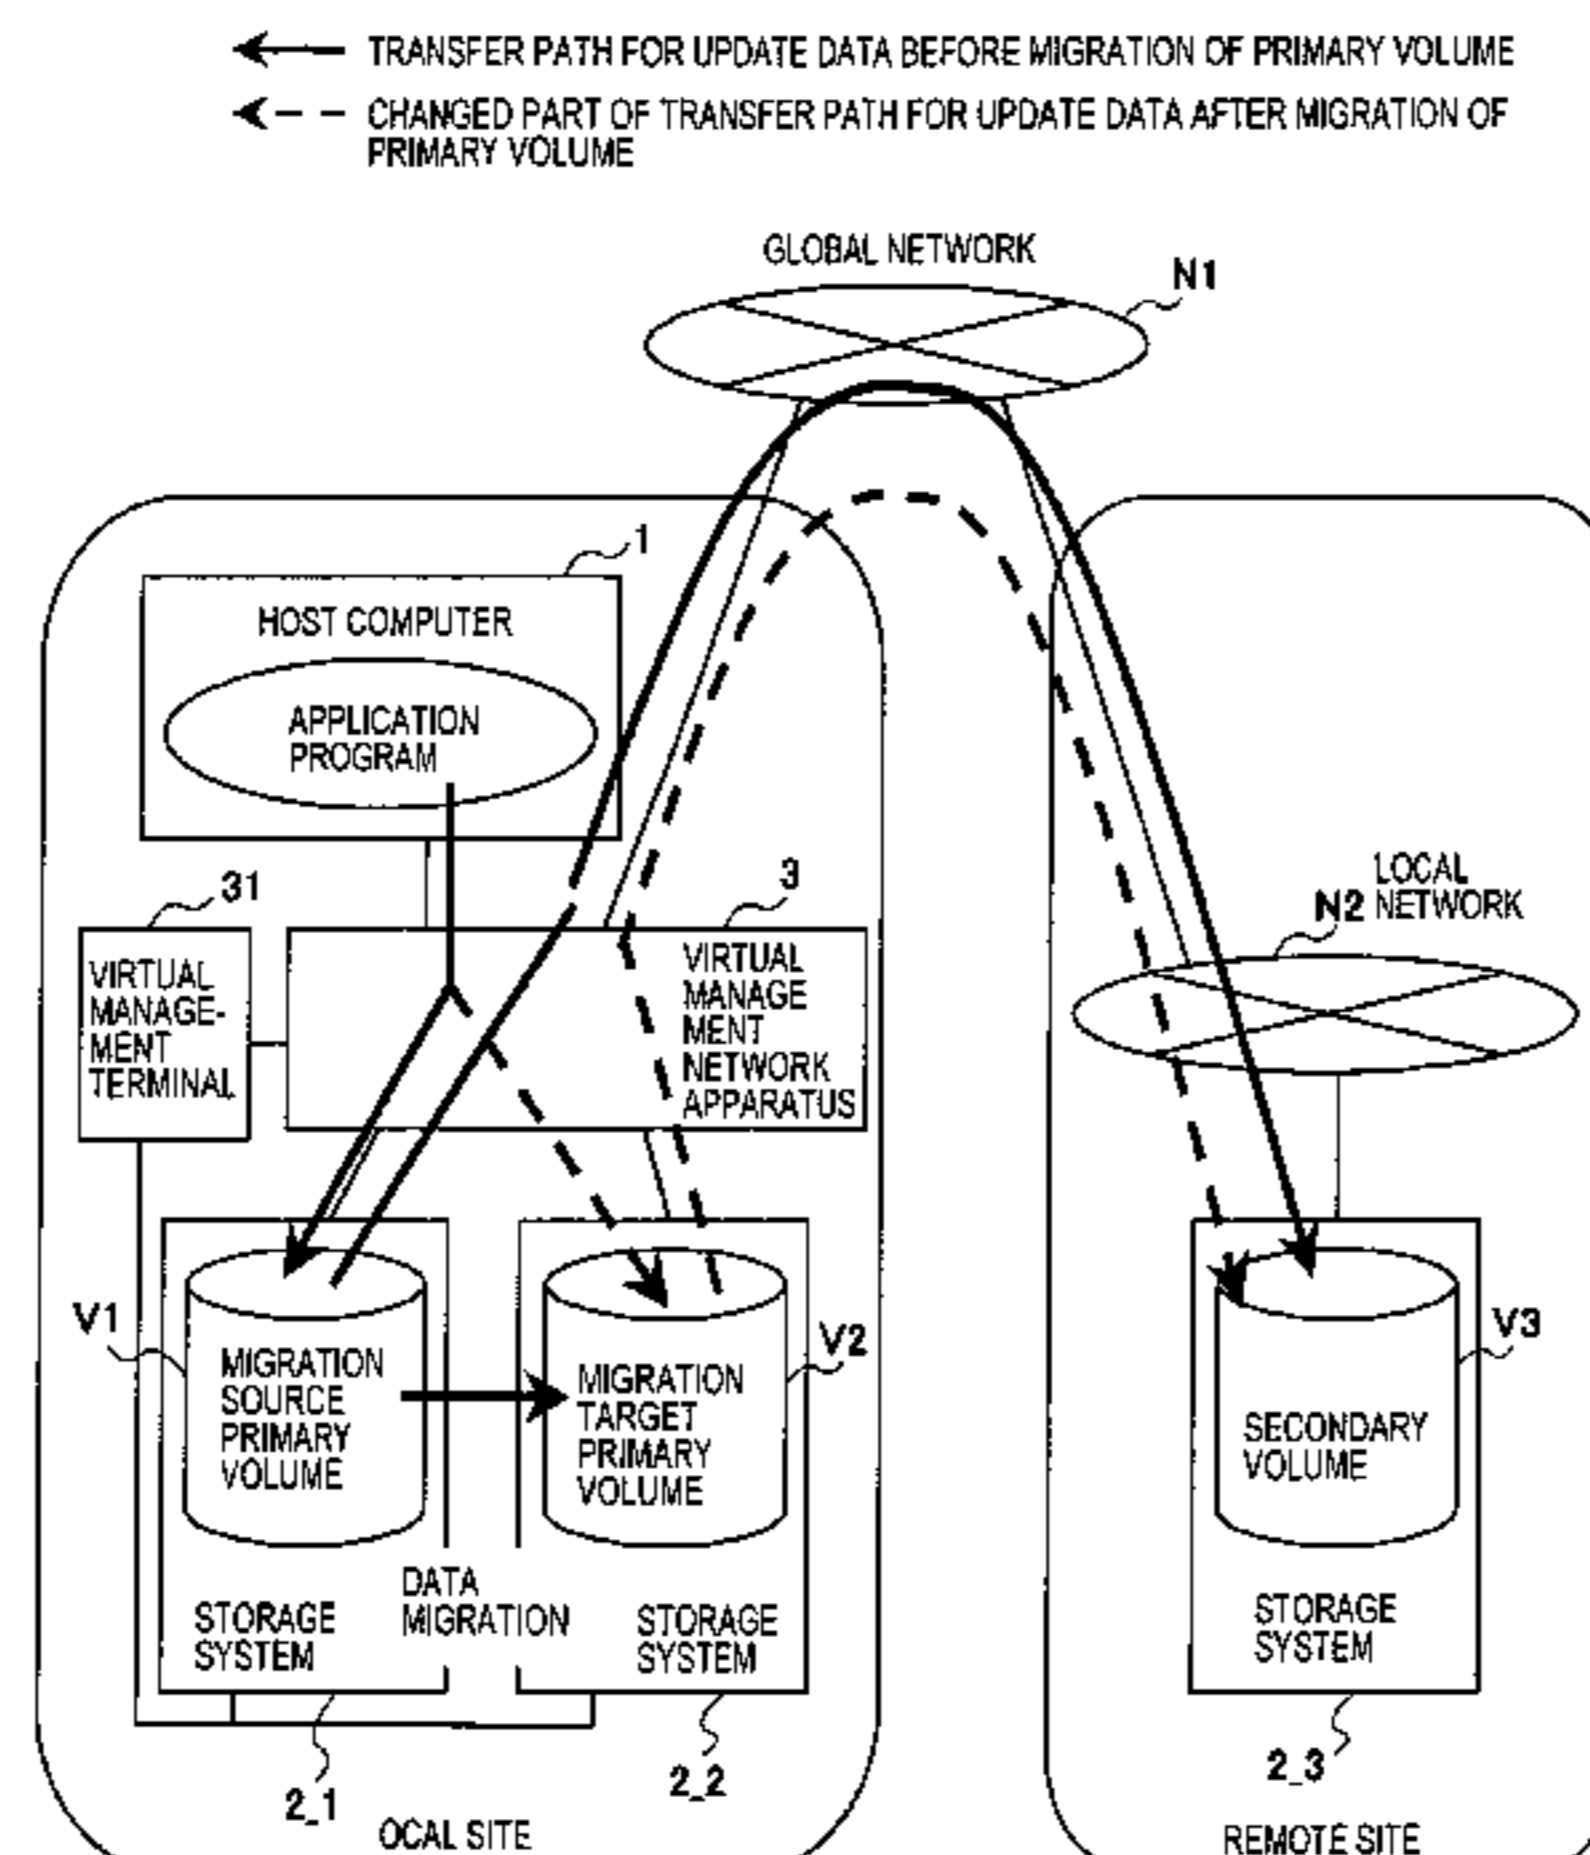 TRANSFER PATH FOR UPDATE DATA BEFORE MIGRATION OF PRIMARY VOLUME
CHANGED PART OF TRANSFER PATH FOR UPDATE DATA AFTER MIGRATION OF
PRIMARY VOLUME
GLOBAL NETWORK
N1
1
HOST COMPUTER
APPLICATION
PROGRAM
31
3
VIRTUAL
MANAGE-
MENT
TERMINAL
VIRTUAL
MANAGE
MENT
NETWORK
APPARATUS
LOCAL
NETWORK
N2
V1
MIGRATION
SOURCE
PRIMARY
VOLUME
V2
MIGRATION
TARGET
PRIMARY
VOLUME
V3
SECONDARY
VOLUME
DATA
MIGRATION
STORAGE
SYSTEM
STORAGE
SYSTEM
STORAGE
SYSTEM
2_1
2_2
2_3
OCAL SITE
REMOTE SITE